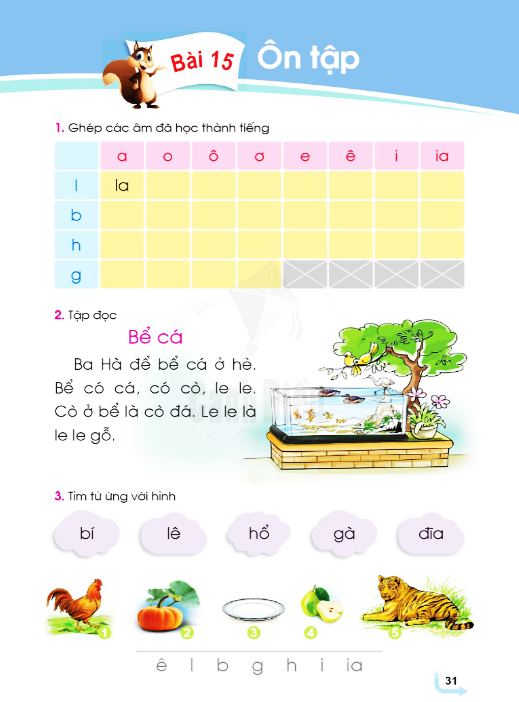 Bài 15
Ôn tập
1. Ghép các âm đã học thành tiếng
a o ô ơ e ê i ia
l la
b
h
g
2. Tập đọc
Bể cá
Ba Hà để bể cá ở hè.
Bể có cá, có cò, le le.
Cò ở bể là cò đá. Le le là
le le gỗ.
3. Tìm từ ứng với hình
bí lê hổ gà đĩa
1 2 3 4 5
ê l b g h i ia
31